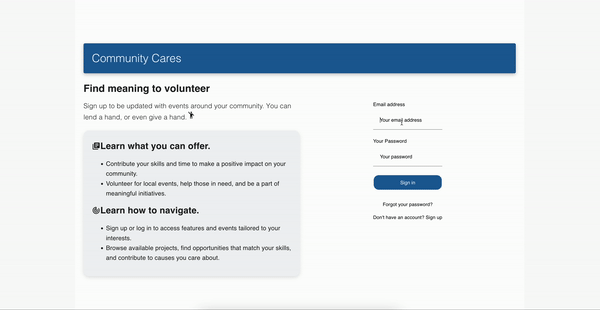 Community Cares
Find meaning to volunteer
Sign up to be updated with events around your community. You can
lend a hand, or even give a hand.
Learn what you can offer.
• Contribute your skills and time to make a positive impact on your
community.
• Volunteer for local events, help those in need, and be a part of
meaningful initiatives.
Learn how to navigate.
• Sign up or log in to access features and events tailored to your
interests.
• Browse available projects, find opportunities that match your skills,
and contribute to causes you care about.
Email address
Your email address
Your Password
Your password
Sign in
Forgot your password?
Don't have an account? Sign up